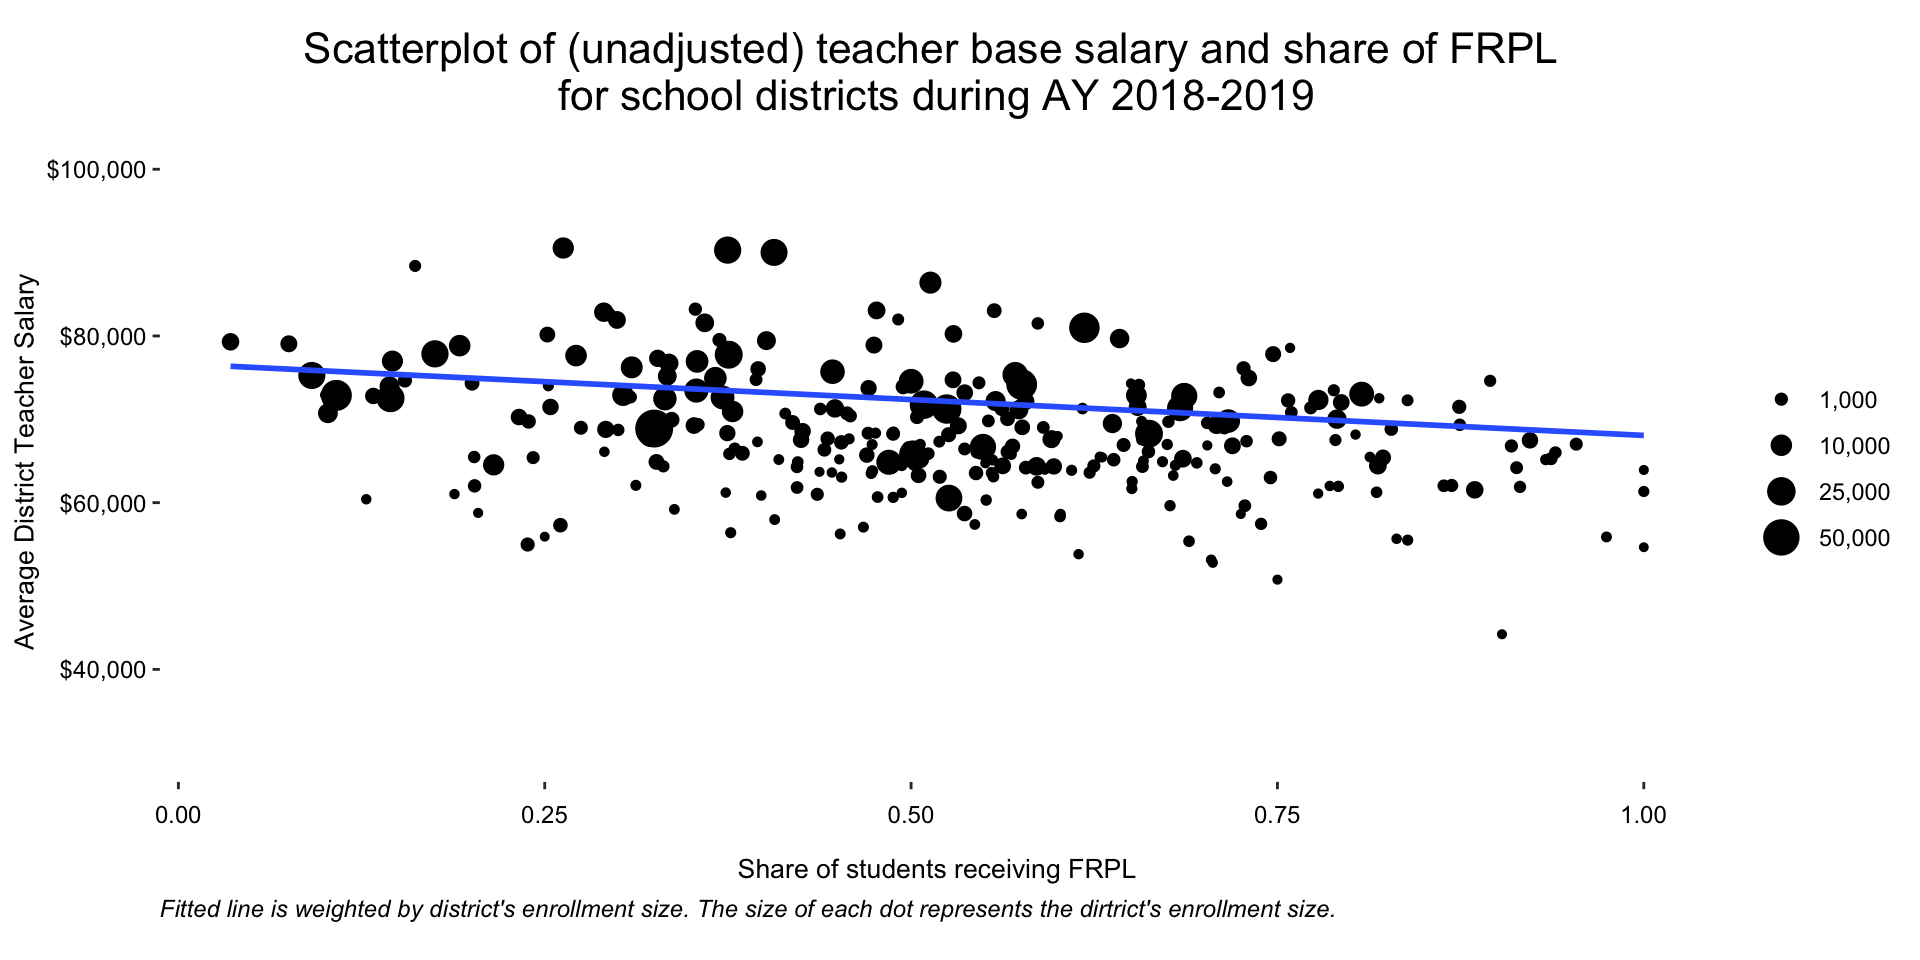 Scatterplot of (unadjusted) teacher base salary and share of FRPL
for school districts during AY 2018-2019
$100,000
$80,000
$60,000
$40,000
Average District Teacher Salary
1,000
10,000
25,000
50,000
0.00
0.25
0.50
0.75
1.00
Share of students receiving FRPL
Fitted line is weighted by district's enrollment size. The size of each dot represents the dirtrict's enrollment size.